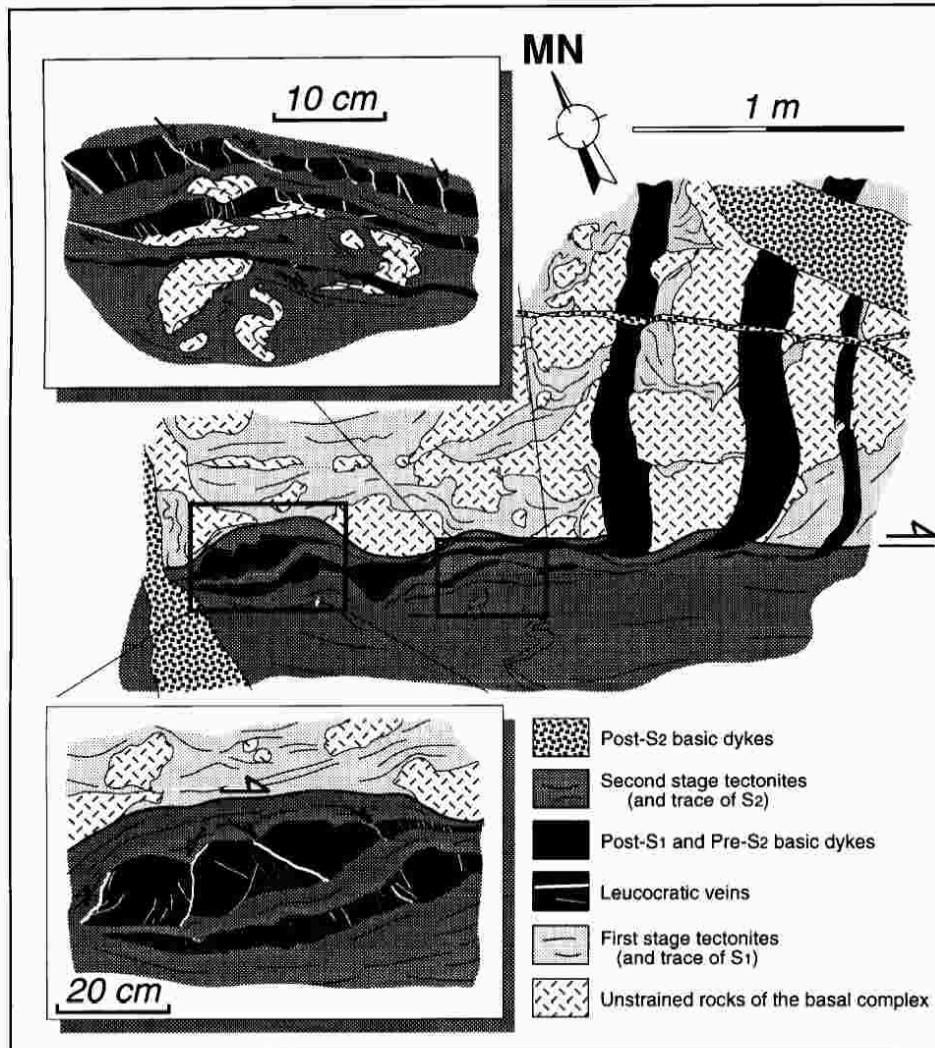 MN
10 cm
1 m
Post-S2 basic dykes
Second stage tectonites
(and trace of S2)
Post-S1 and Pre-S2 basic dykes
Leucocratic veins
First stage tectonites
(and trace of S1)
Unstrained rocks of the basal complex
20 cm